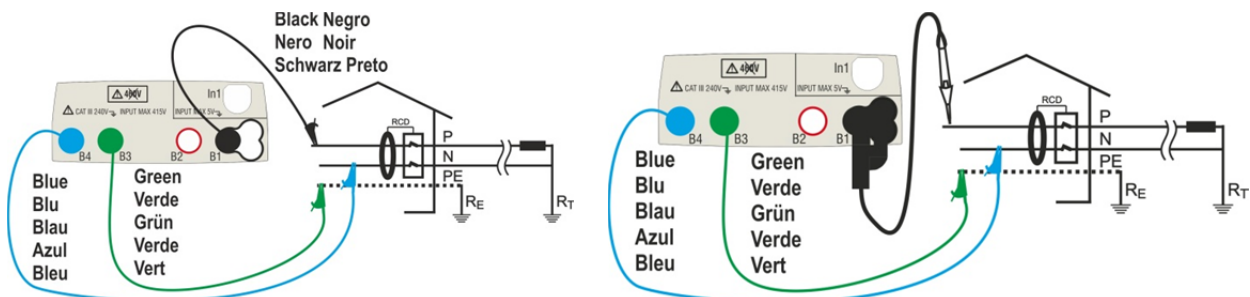 Black Negro
Nero Noir
Schwarz Preto
In1
CAT III 240V INPUT MAX 415V
INPUT MAX 5V
B4
B3
B2
B1
RCD
P
N
PE
RE
RT
Blue
Blu
Blau
Azul
Bleu
Green
Verde
Grün
Verde
Vert
In1
CAT III 240V INPUT MAX 415V
INPUT MAX 5V
B4
B3
B2
B1
RCD
P
N
PE
RE
RT
Blue
Blu
Blau
Azul
Bleu
Green
Verde
Grün
Verde
Vert